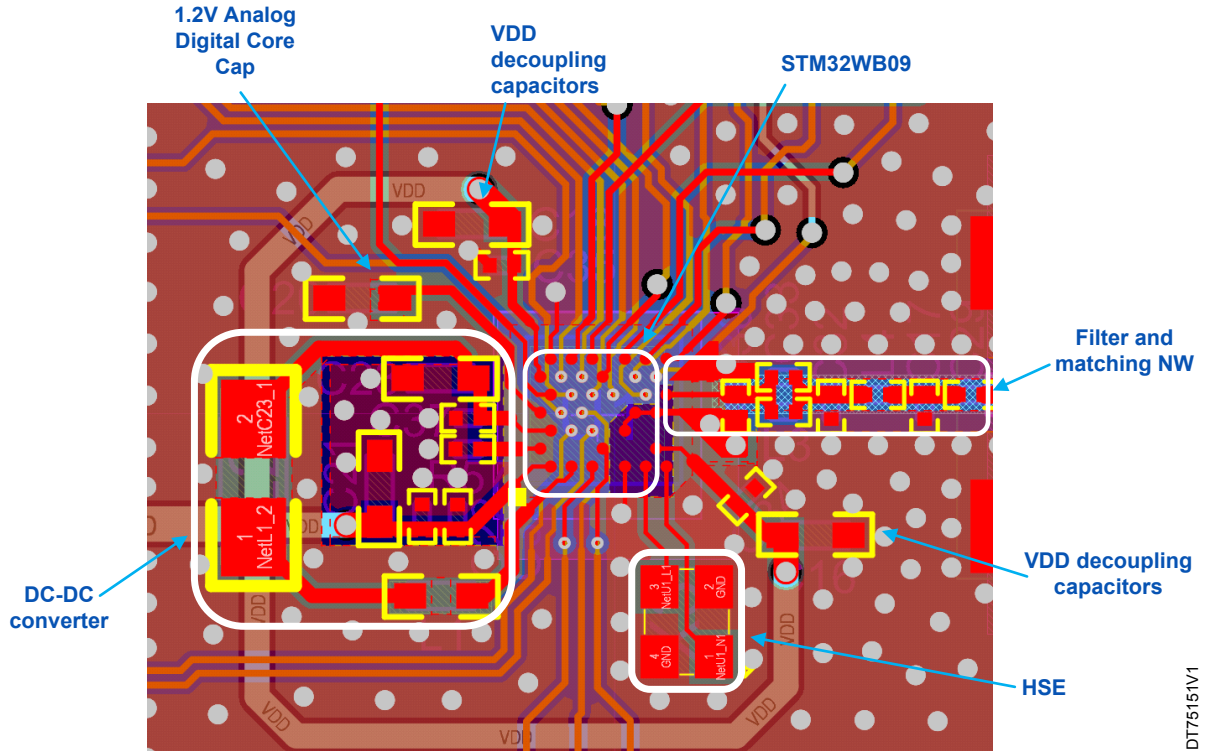 1.2V Analog
Digital Core
Cap
VDD
decoupling
capacitors
STM32WB09
VDD
VDD
Filter and
matching NW
2
NetC23_1
1
NetL1_2
VDD
DC-DC
converter
VDD decoupling
capacitors
3
NetU1_L1
2
GND
4
GND
1
NetU1_N1
VDD
VDD
VDD
HSE
DT75151V1